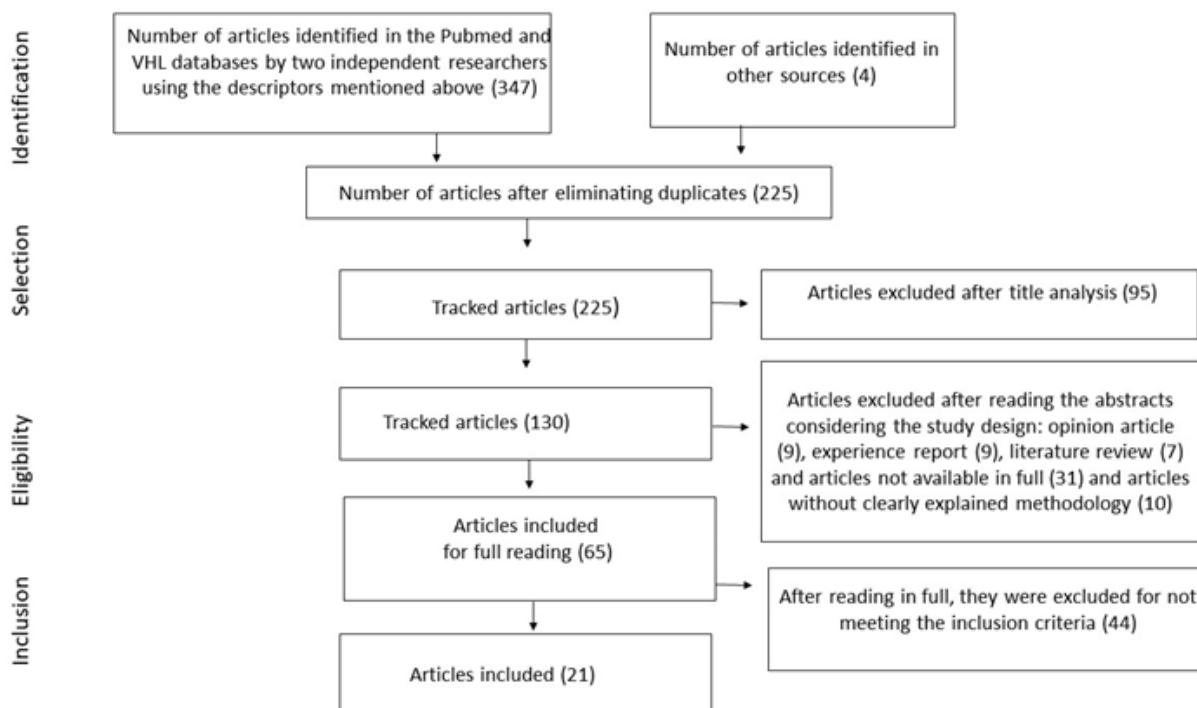 Identification
Number of articles identified in the Pubmed and
VHL databases by two independent researchers
using the descriptors mentioned above (347)
Number of articles identified in
other sources (4)
Number of articles after eliminating duplicates (225)
Selection
Tracked articles (225)
Articles excluded after title analysis (95)
Eligibility
Tracked articles (130)
Articles excluded after reading the abstracts
considering the study design: opinion article
(9), experience report (9), literature review (7)
and articles not available in full (31) and articles
without clearly explained methodology (10)
Articles included
for full reading (65)
Inclusion
After reading in full, they were excluded for not
meeting the inclusion criteria (44)
Articles included (21)